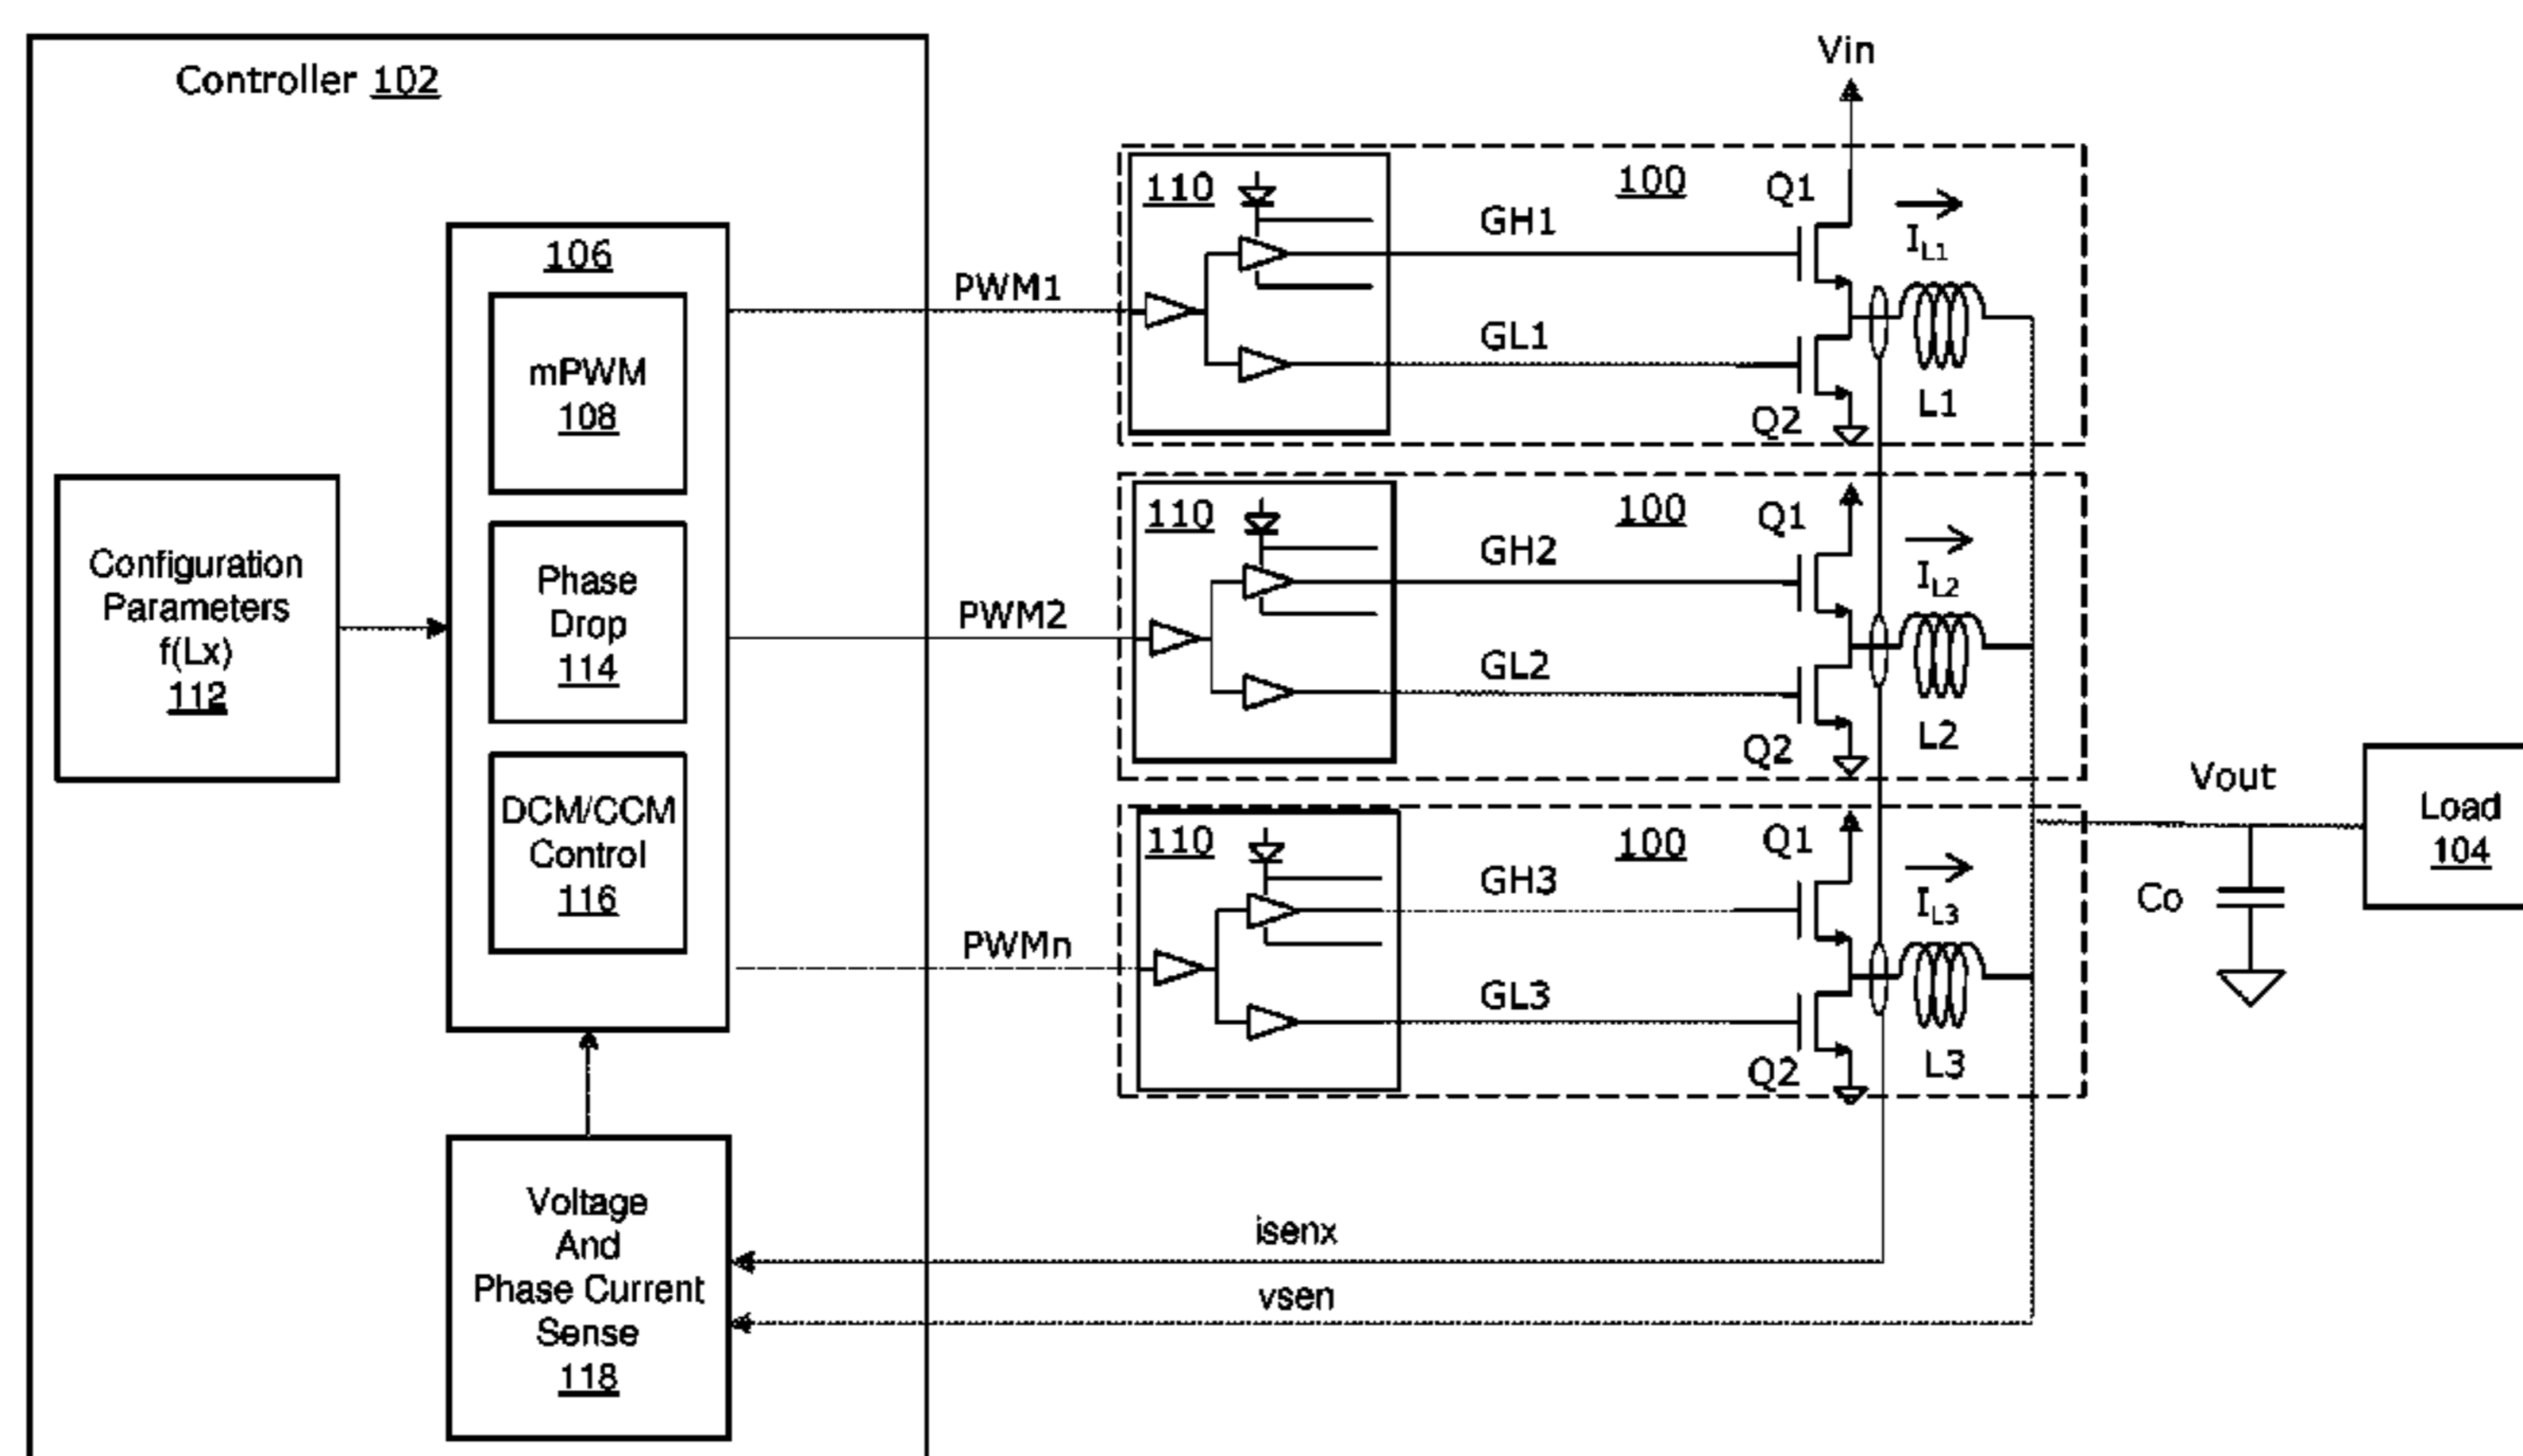 Controller 102
106
mPWM
108
Phase
Drop
114
DCM/CCM
Control
116
Configuration
Parameters
f(Lx)
112
Voltage
And
Phase Current
Sense
118
PWM1
PWM2
PWMn
isenx
vsen
Vin
110
100
GH1
GL1
Q1
Q2
IL1
L1
110
100
GH2
GL2
Q1
Q2
IL2
L2
110
100
GH3
GL3
Q1
Q2
IL3
L3
Vout
Co
Load
104